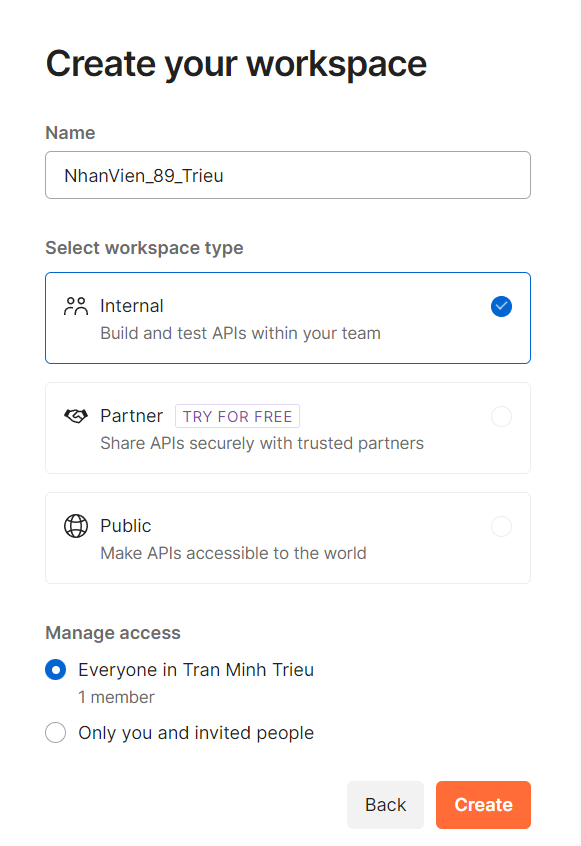 Create your workspace
Name
NhanVien_89_Trieu
Select workspace type
Internal
Build and test APIs within your team
Partner TRY FOR FREE
Share APIs securely with trusted partners
Public
Make APIs accessible to the world
Manage access
Everyone in Tran Minh Trieu
1 member
Only you and invited people
Back Create